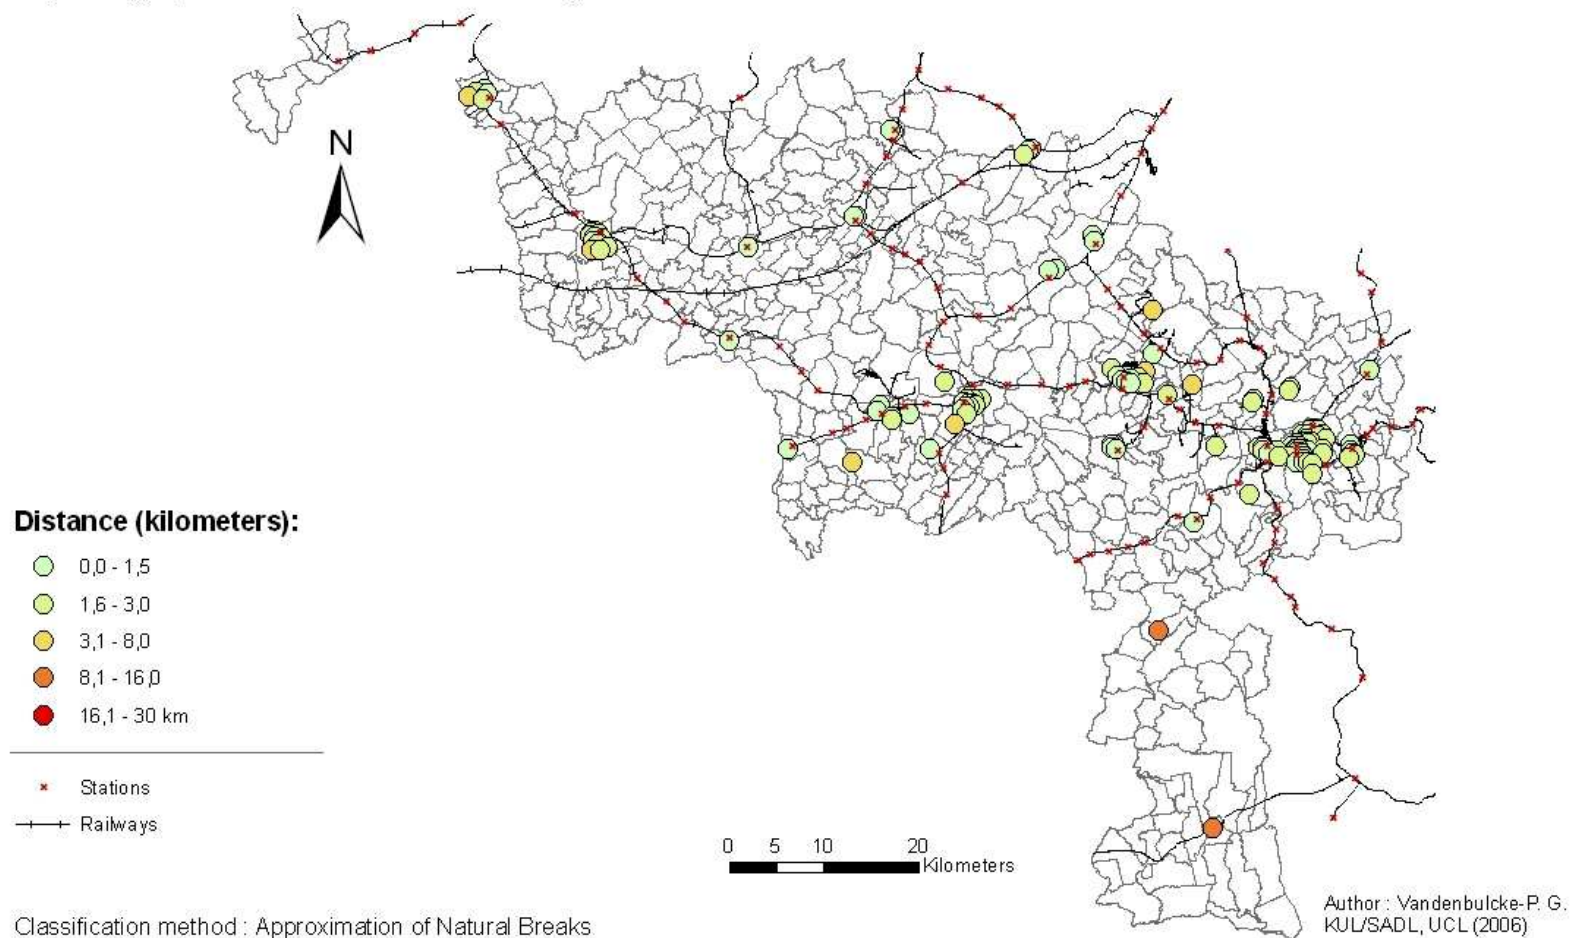 N
Distance (kilometers):
0,0 - 1,5
1,6 - 3,0
3,1 - 8,0
8,1 - 16,0
16,1 - 30 km
Stations
Railways
0 5 10 20
Kilometers
Classification method : Approximation of Natural Breaks
Author : Vandenbulcke-P. G.
KUL/SADL, UCL (2006)